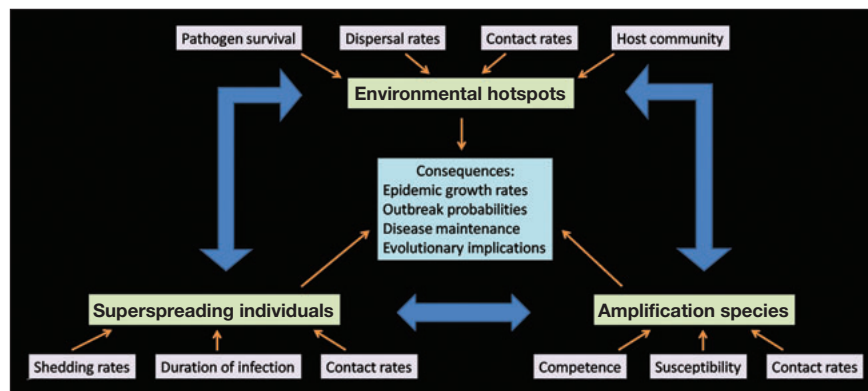 Pathogen survival
Dispersal rates
Contact rates
Host community
Environmental hotspots
Consequences:
Epidemic growth rates
Outbreak probabilities
Disease maintenance
Evolutionary implications
Superspreading individuals
Amplification species
Shedding rates
Duration of infection
Contact rates
Competence
Susceptibility
Contact rates